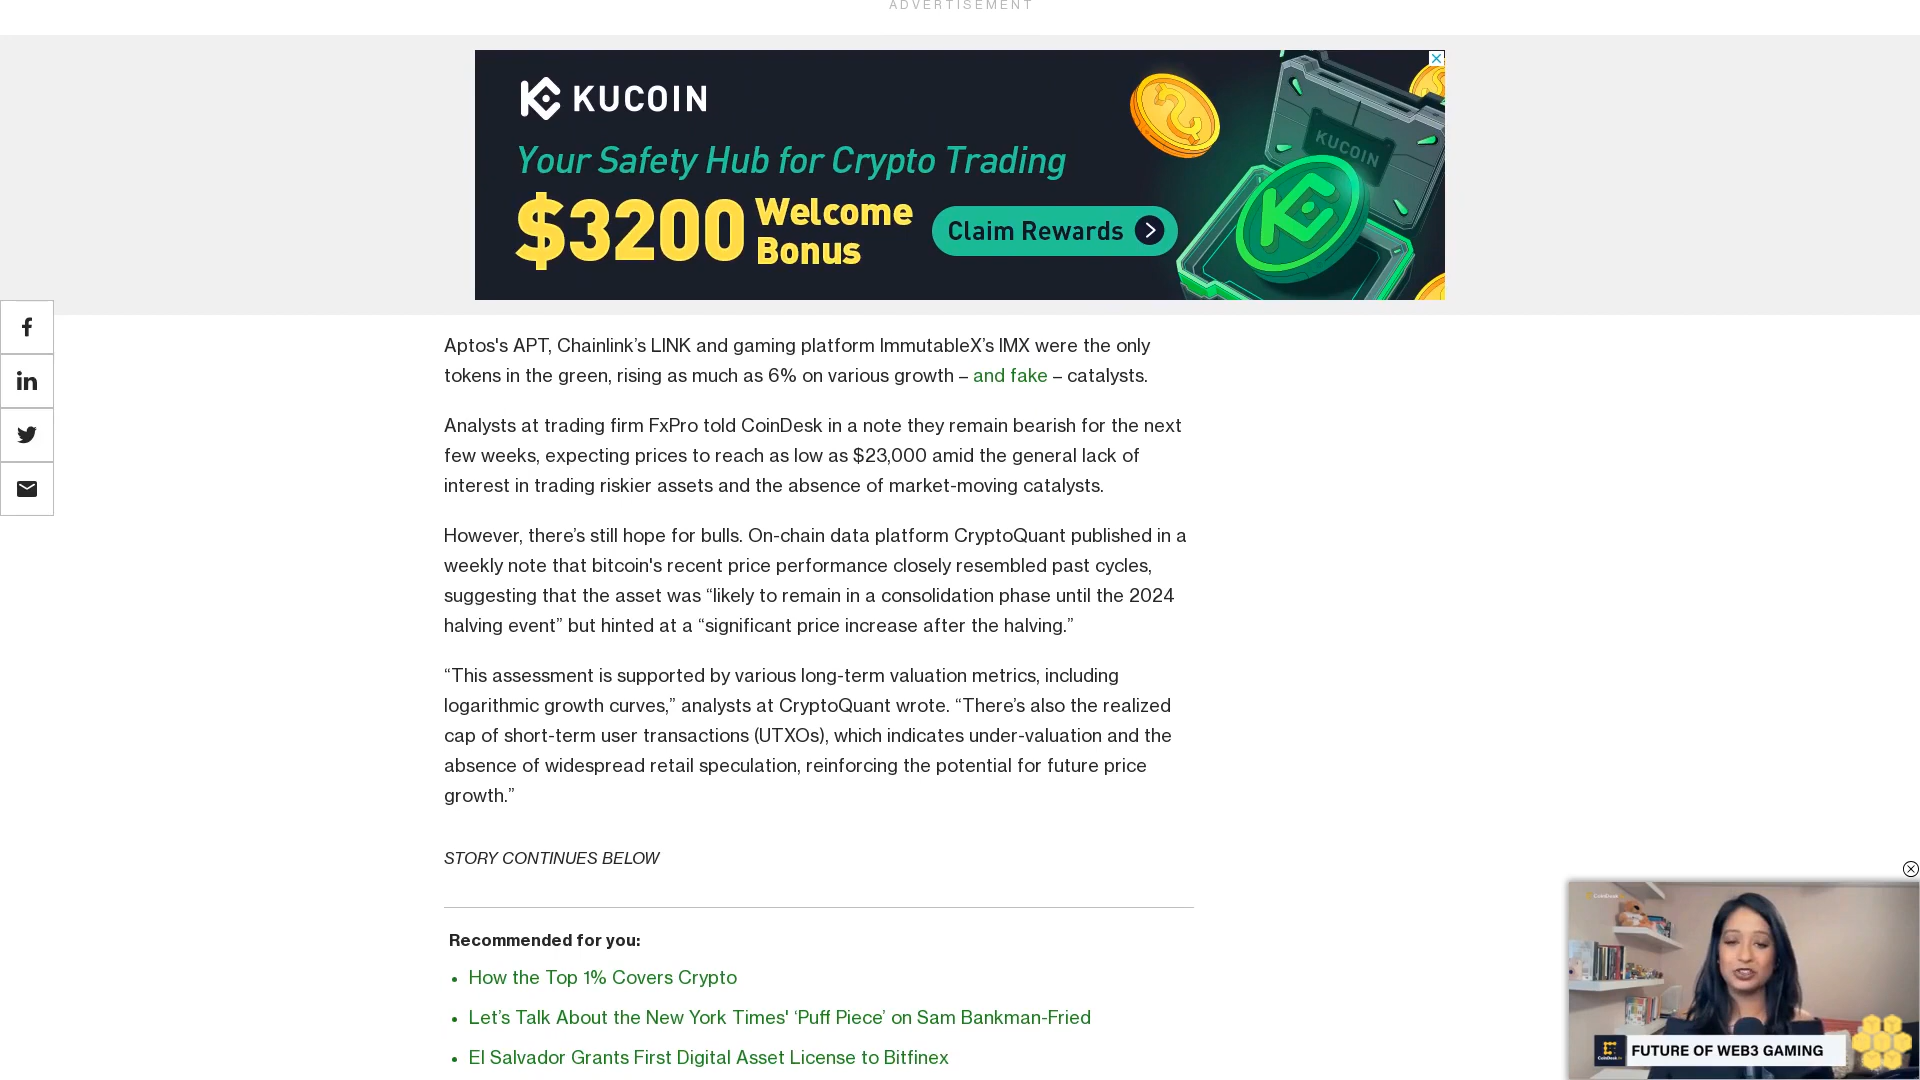 ADVERTISEMENT
KUCOIN
Your Safety Hub for Crypto Trading
$3200 Welcome Bonus
Claim Rewards
KUCOIN
Aptos's APT, Chainlink’s LINK and gaming platform ImmutableX’s IMX were the only
tokens in the green, rising as much as 6% on various growth – and fake – catalysts.
Analysts at trading firm FxPro told CoinDesk in a note they remain bearish for the next
few weeks, expecting prices to reach as low as $23,000 amid the general lack of
interest in trading riskier assets and the absence of market-moving catalysts.
However, there’s still hope for bulls. On-chain data platform CryptoQuant published in a
weekly note that bitcoin's recent price performance closely resembled past cycles,
suggesting that the asset was “likely to remain in a consolidation phase until the 2024
halving event” but hinted at a “significant price increase after the halving.”
“This assessment is supported by various long-term valuation metrics, including
logarithmic growth curves,” analysts at CryptoQuant wrote. “There’s also the realized
cap of short-term user transactions (UTXOs), which indicates under-valuation and the
absence of widespread retail speculation, reinforcing the potential for future price
growth.”
STORY CONTINUES BELOW
Recommended for you:
• How the Top 1% Covers Crypto
• Let’s Talk About the New York Times' ‘Puff Piece’ on Sam Bankman-Fried
• El Salvador Grants First Digital Asset License to Bitfinex
CoinDesk
FUTURE OF WEB3 GAMING